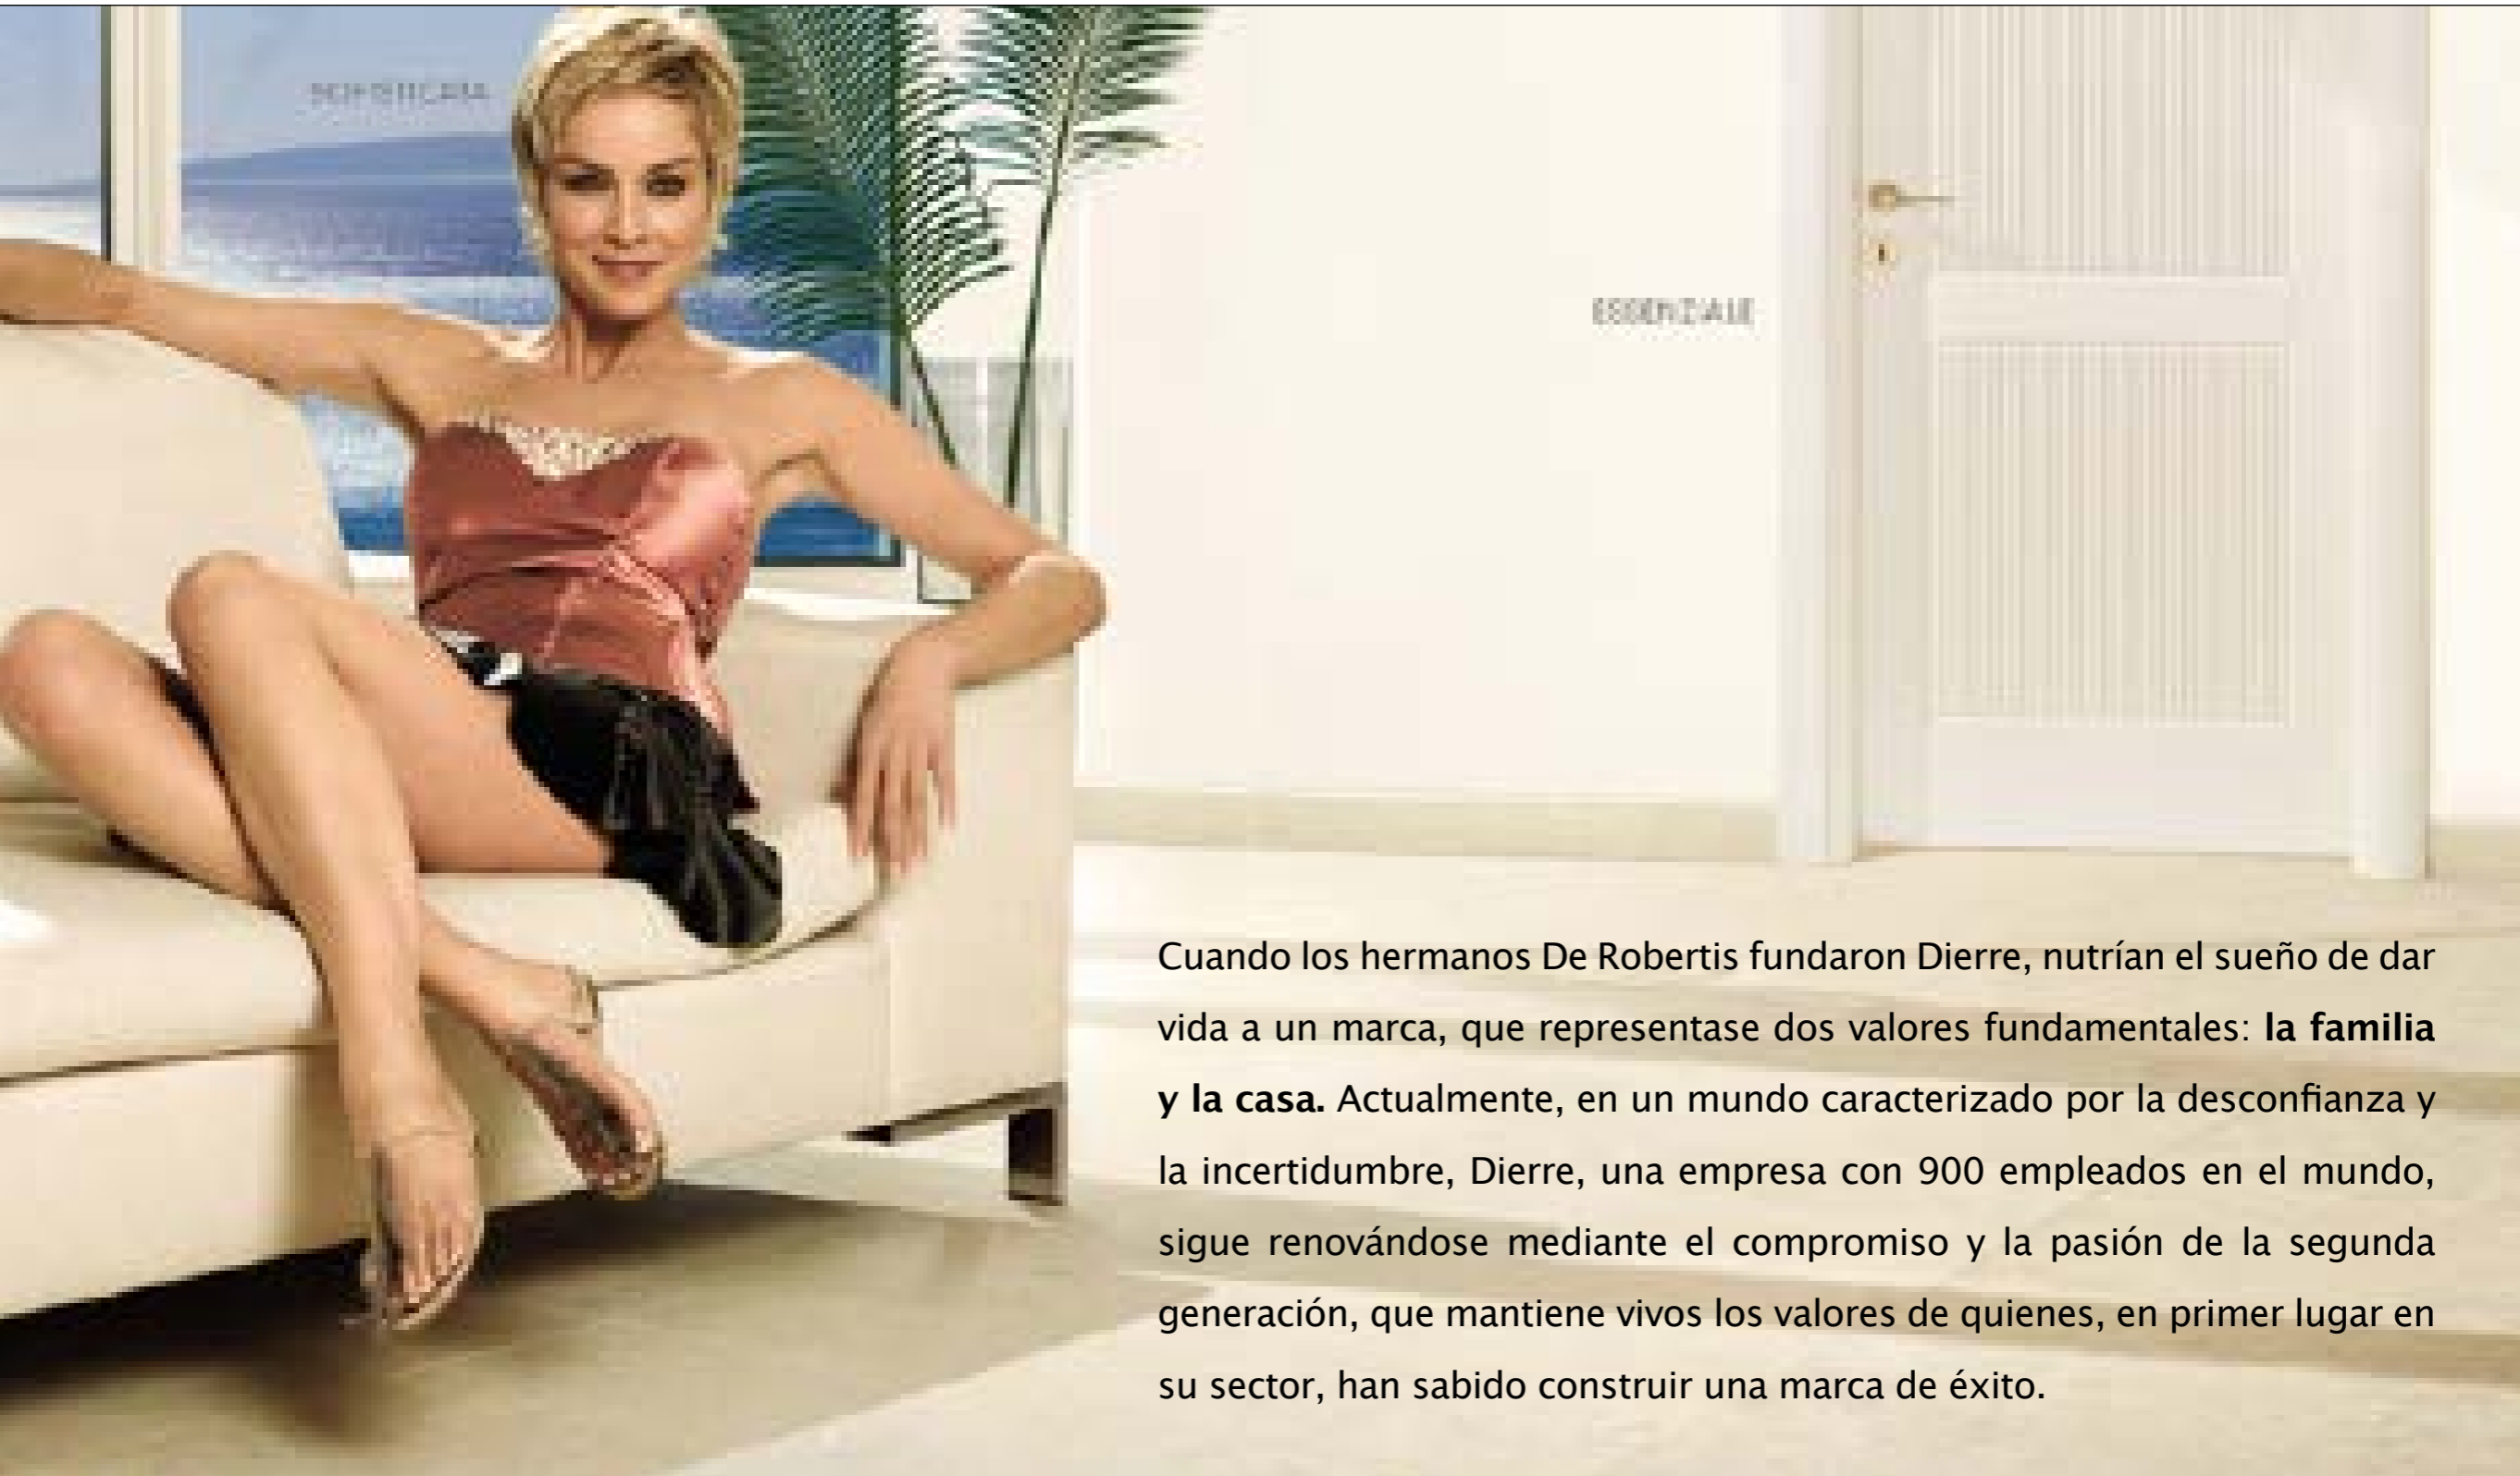 ESSENZIALE
Cuando los hermanos De Robertis fundaron Dierre, nutrían el sueño de dar
vida a un marca, que representase dos valores fundamentales: la familia
y la casa. Actualmente, en un mundo caracterizado por la desconfianza y
la incertidumbre, Dierre, una empresa con 900 empleados en el mundo,
sigue renovándose mediante el compromiso y la pasión de la segunda
generación, que mantiene vivos los valores de quienes, en primer lugar en
su sector, han sabido construir una marca de éxito.